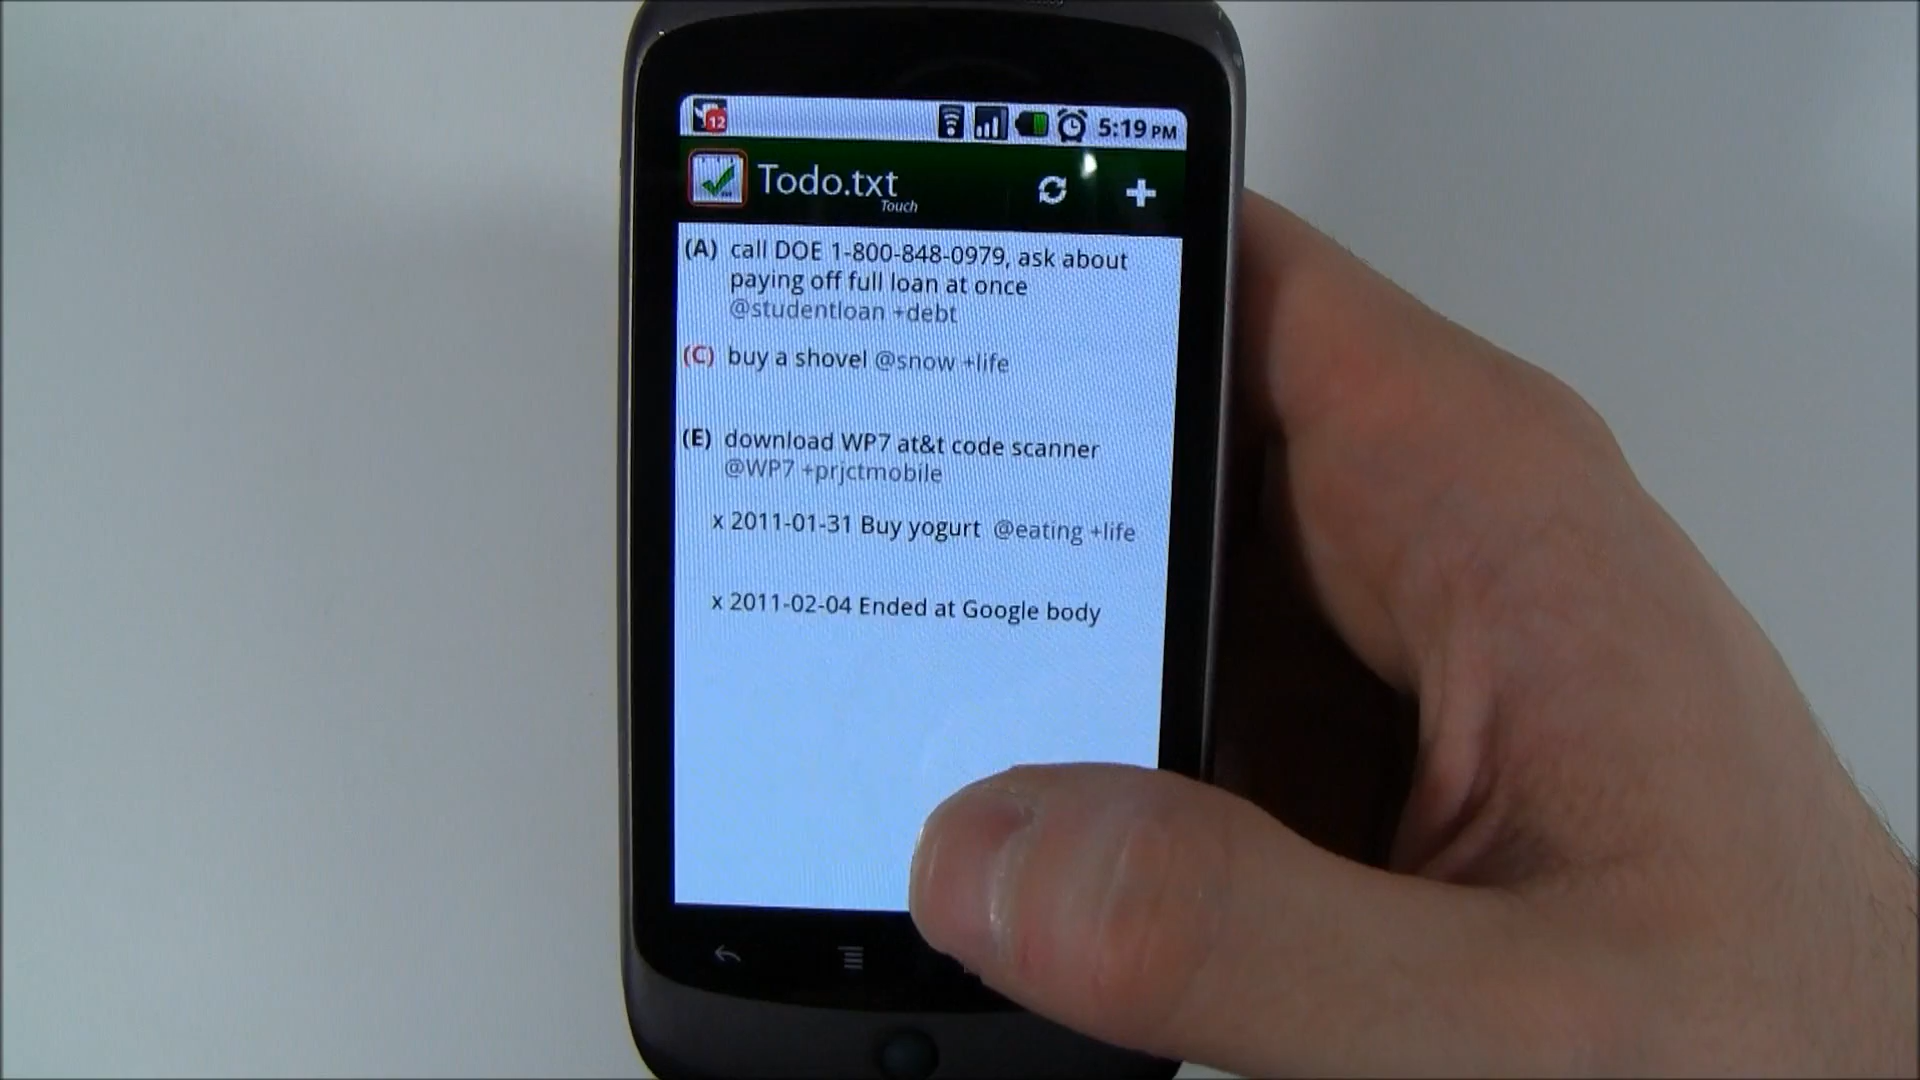 12
5:19 PM
Todo.txt
Touch
(A) call DOE 1-800-848-0979, ask about
paying off full loan at once
@studentloan +debt
(C) buy a shovel @snow +life
(E) download WP7 at&t code scanner
@WP7 +prjctmobile
x 2011-01-31 Buy yogurt @eating +life
x 2011-02-04 Ended at Google body